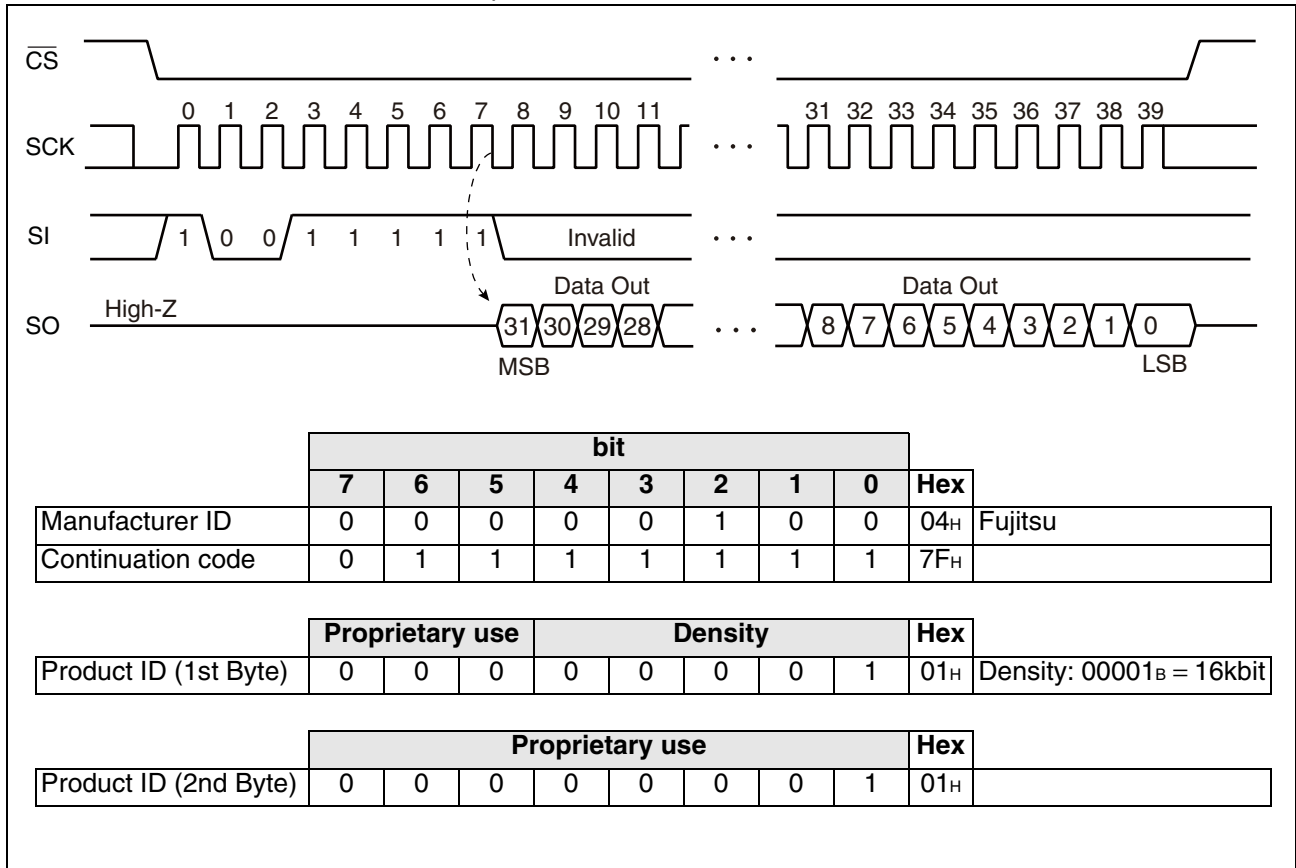 CS
. . .
0 1 2 3 4 5 6 7 8 9 10 11 31 32 33 34 35 36 37 38 39
SCK . . .
SI 1 0 0 1 1 1 1 1 Invalid . . .
Data Out Data Out
High-Z
SO 31 30 29 28 . . . 8 7 6 5 4 3 2 1 0
MSB LSB
bit
7 6 5 4 3 2 1 0 Hex
Manufacturer ID 0 0 0 0 0 1 0 0 04H Fujitsu
Continuation code 0 1 1 1 1 1 1 1 7FH
Proprietary use Density Hex
Product ID (1st Byte) 0 0 0 0 0 0 0 1 01H Density: 00001B = 16kbit
Proprietary use Hex
Product ID (2nd Byte) 0 0 0 0 0 0 0 1 01H